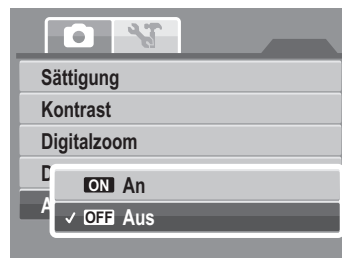 Sättigung
Kontrast
Digitalzoom
D
ON An
A
✓ OFF Aus